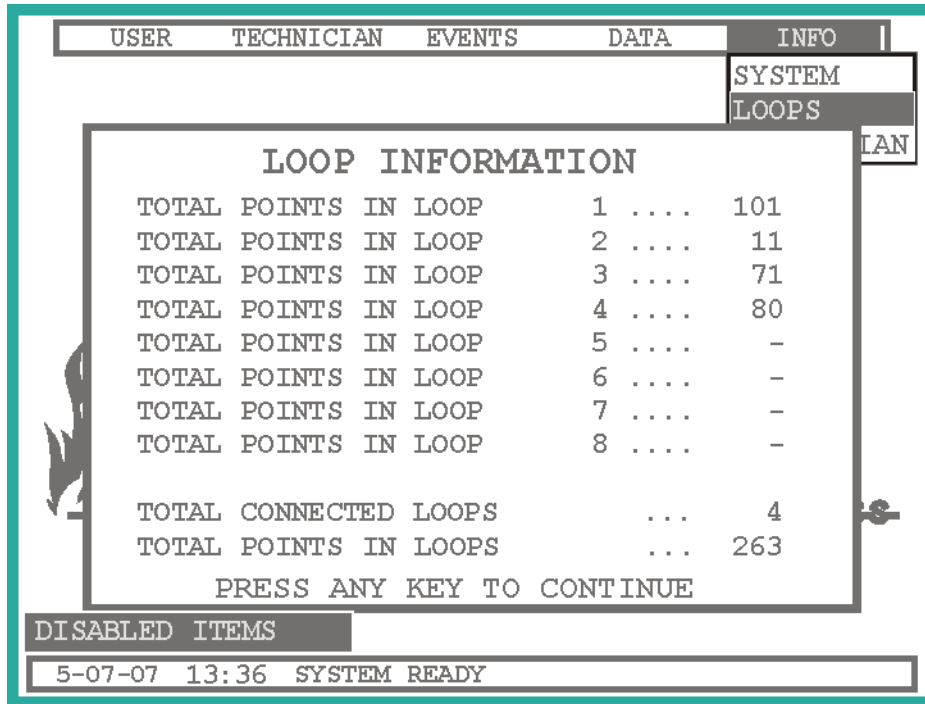 USER TECHNICIAN EVENTS DATA INFO
SYSTEM
LOOPS
IAN
LOOP INFORMATION
TOTAL POINTS IN LOOP 1 .... 101
TOTAL POINTS IN LOOP 2 .... 11
TOTAL POINTS IN LOOP 3 .... 71
TOTAL POINTS IN LOOP 4 .... 80
TOTAL POINTS IN LOOP 5 .... -
TOTAL POINTS IN LOOP 6 .... -
TOTAL POINTS IN LOOP 7 .... -
TOTAL POINTS IN LOOP 8 .... -
TOTAL CONNECTED LOOPS ... 4
TOTAL POINTS IN LOOPS ... 263
PRESS ANY KEY TO CONTINUE
DISABLED ITEMS
5-07-07 13:36 SYSTEM READY